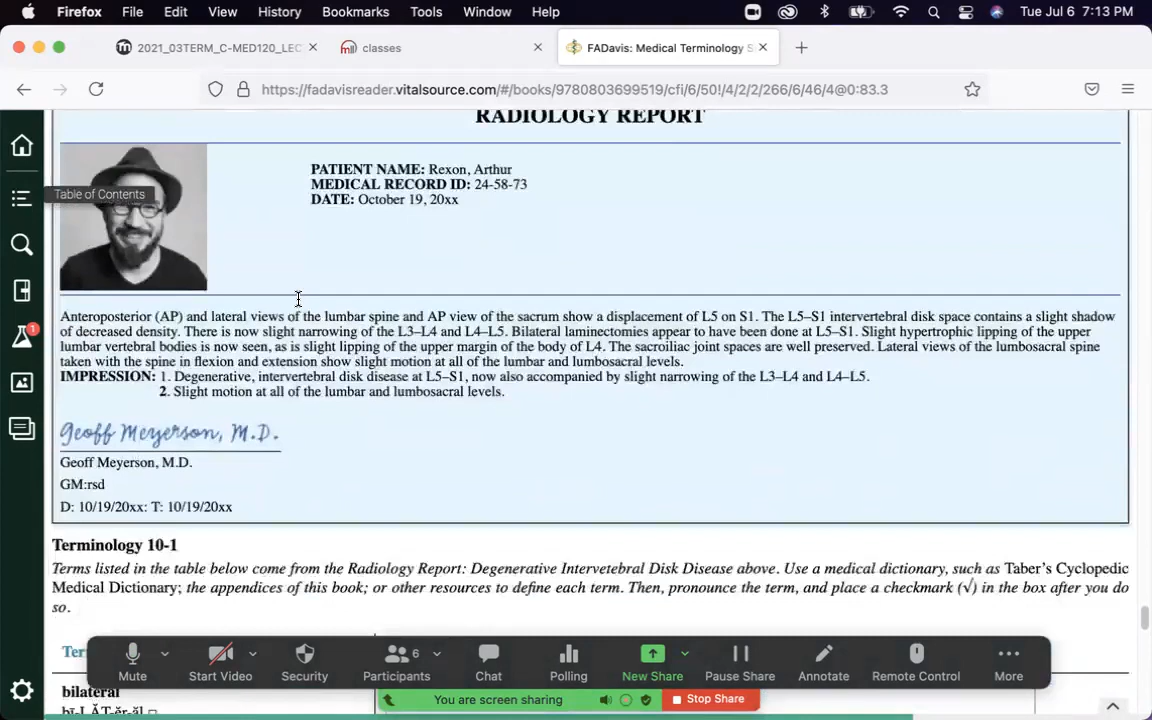 Firefox File Edit View History Bookmarks Tools Window Help Tue Jul 6 7:13 PM
2021_03TERM_C-MED120_LEC classes FADavis: Medical Terminology S
https://fadavisreader.vitalsource.com/#/books/9780803699519/cfi/6/50!/4/2/2/266/6/46/4@0:83.3
RADIOLOGY REPORT
PATIENT NAME: Rexon, Arthur
MEDICAL RECORD ID: 24-58-73
DATE: October 19, 20xx
Table of Contents
1
Anteroposterior (AP) and lateral views of the lumbar spine and AP view of the sacrum show a displacement of L5 on S1. The L5–S1 intervertebral disk space contains a slight shadow
of decreased density. There is now slight narrowing of the L3–L4 and L4–L5. Bilateral laminectomies appear to have been done at L5–S1. Slight hypertrophic lipping of the upper
lumbar vertebral bodies is now seen, as is slight lipping of the upper margin of the body of L4. The sacroiliac joint spaces are well preserved. Lateral views of the lumbosacral spine
taken with the spine in flexion and extension show slight motion at all of the lumbar and lumbosacral levels.
IMPRESSION: 1. Degenerative, intervertebral disk disease at L5–S1, now also accompanied by slight narrowing of the L3–L4 and L4–L5.
2. Slight motion at all of the lumbar and lumbosacral levels.
Geoff Meyerson, M.D.
Geoff Meyerson, M.D.
GM:rsd
D: 10/19/20xx: T: 10/19/20xx
Terminology 10-1
Terms listed in the table below come from the Radiology Report: Degenerative Intervetebral Disk Disease above. Use a medical dictionary, such as Taber's Cyclopedic
Medical Dictionary; the appendices of this book; or other resources to define each term. Then, pronounce the term, and place a checkmark (√) in the box after you do
so.
Ter
bilateral
bī-LĂT-ĕr-ăl
6
Mute Start Video Security Participants Chat Polling New Share Pause Share Annotate Remote Control More
You are screen sharing Stop Share